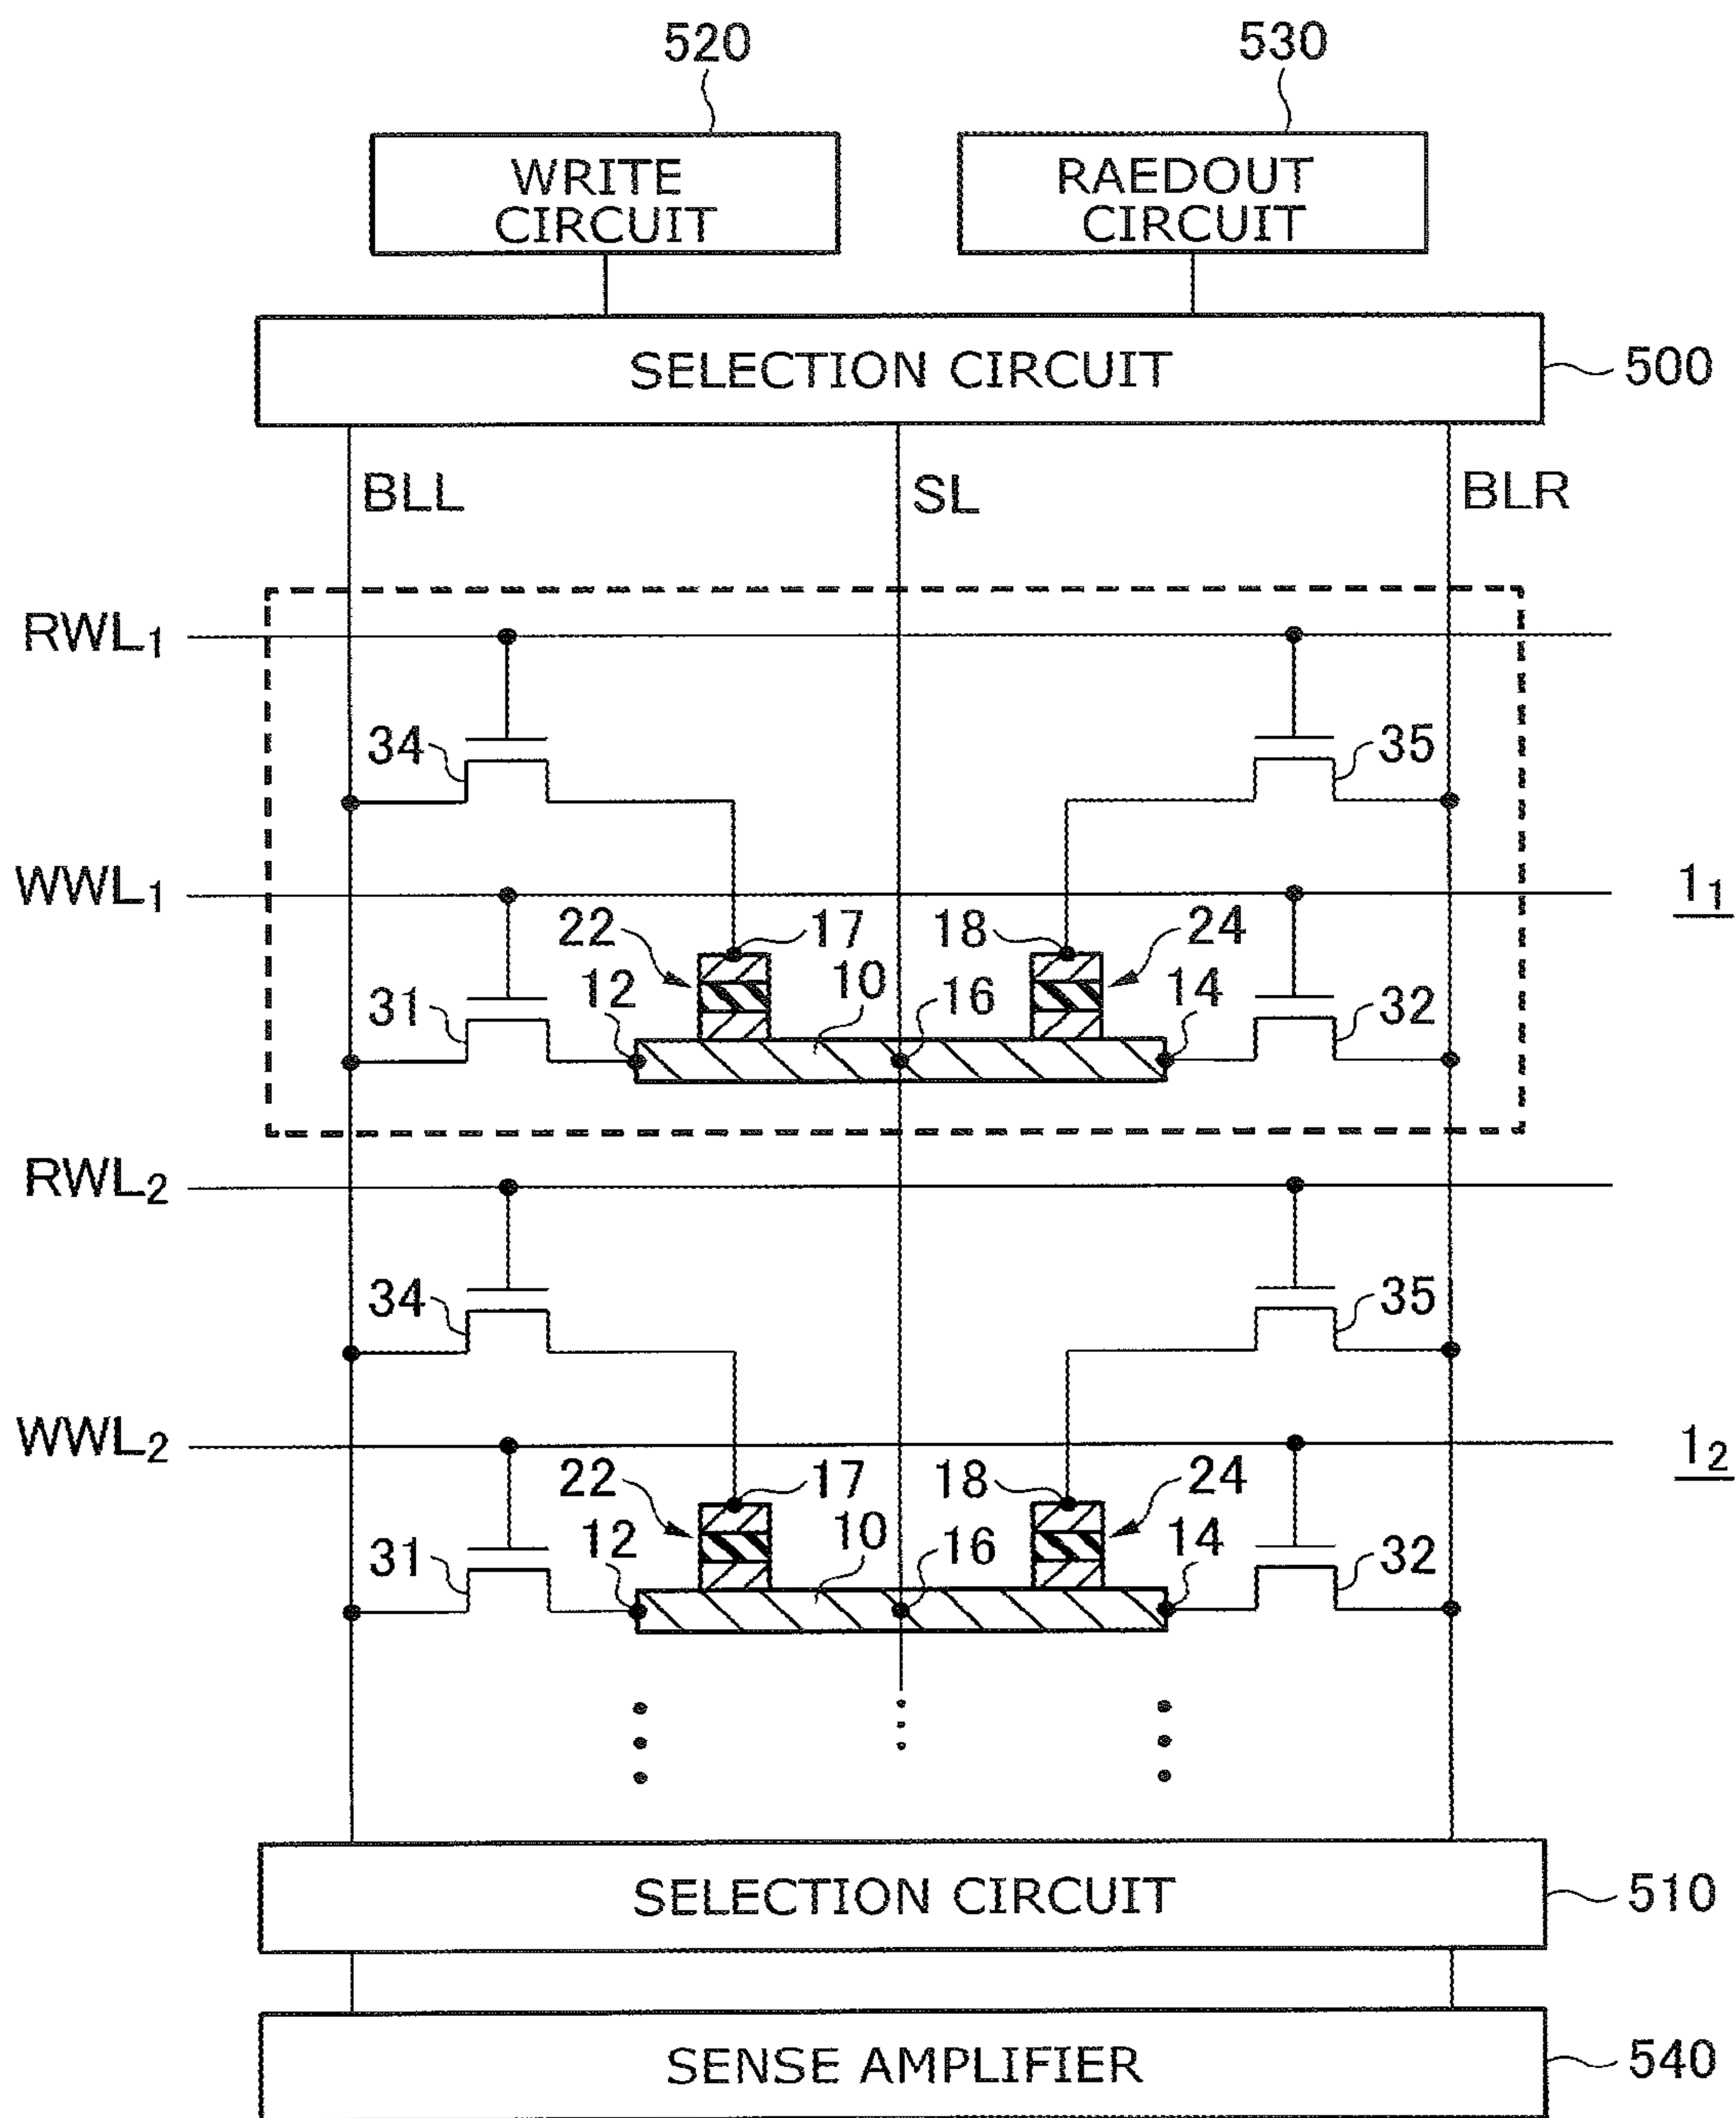 520
530
WRITE
CIRCUIT
RAEDOUT
CIRCUIT
SELECTION CIRCUIT
500
BLL
SL
BLR
RWL1
34
35
WWL1
11
22
17
18
24
12
10
16
14
31
32
RWL2
34
35
WWL2
12
22
17
18
24
12
10
16
14
31
32
SELECTION CIRCUIT
510
SENSE AMPLIFIER
540